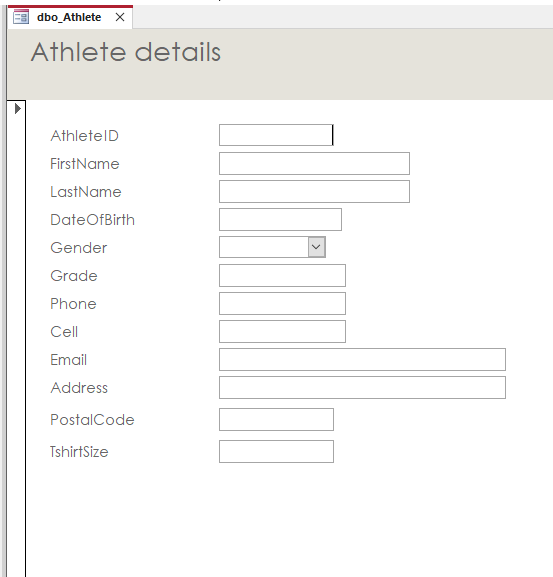 dbo_Athlete
Athlete details
AthleteID
FirstName
LastName
DateOfBirth
Gender
Grade
Phone
Cell
Email
Address
PostalCode
TshirtSize